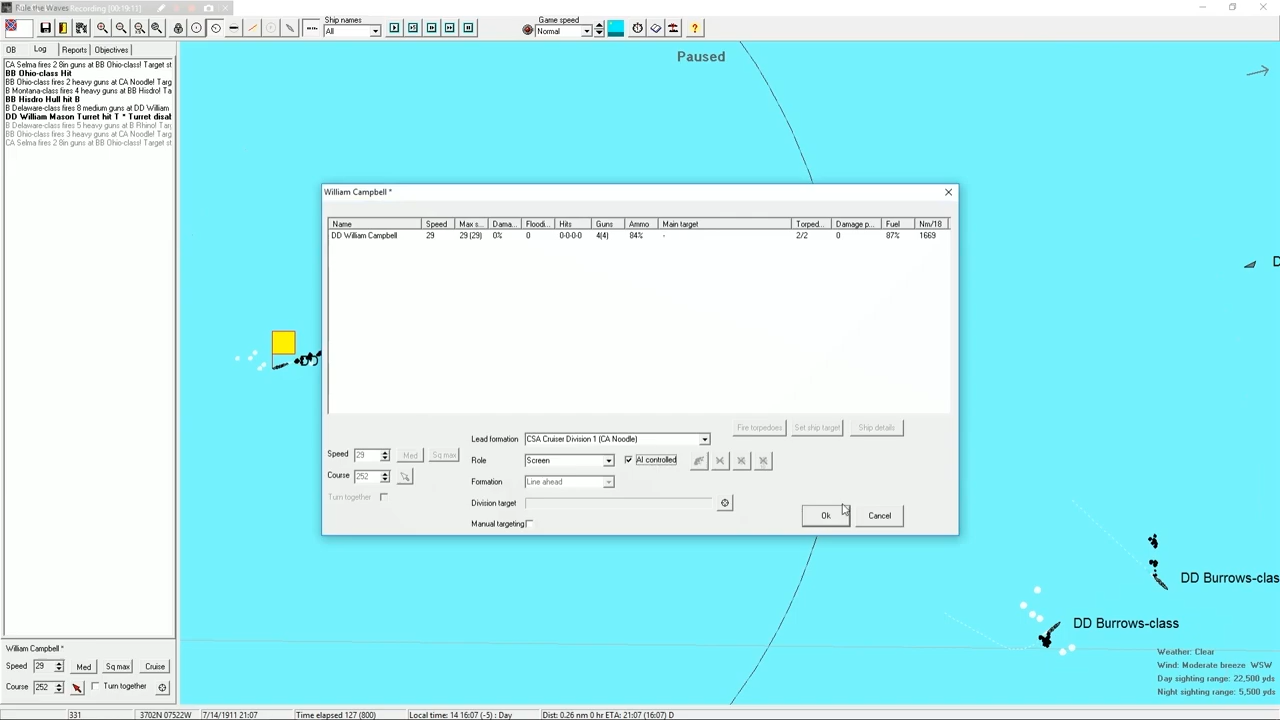 Rule the Waves
Recording [00:19:11]
Ship names
All
Game speed
Normal
OB Log Reports Objectives
Paused
CA Selma fires 2 8in guns at BB Ohio-class! Target st
BB Ohio-class Hit
BB Ohio-class fires 2 heavy guns at CA Noodle! Targ
B Montana-class fires 4 heavy guns at BB Hisdro! Ta
BB Hisdro Hull hit B
B Delaware-class fires 8 medium guns at DD William
DD William Mason Turret hit T * Turret disat
B Delaware-class fires 5 heavy guns at B Rhino! Targ
BB Ohio-class fires 3 heavy guns at CA Noodle! Targ
CA Selma fires 2 8in guns at BB Ohio-class! Target st
William Campbell *
Name Speed Max s... Dama... Floodi... Hits Guns Ammo Main target Torped... Damage p... Fuel Nm/18
DD William Campbell 29 29 (29) 0% 0 0-0-0-0 4(4) 84% - 2/2 0 87% 1669
D
Fire torpedoes Set ship target Ship details
Lead formation CSA Cruiser Division 1 (CA Noodle)
Speed 29 Med Sq max
Role Screen AI controlled
Course 252
Formation Line ahead
Turn together
Division target
Manual targeting
Ok Cancel
DD Burrows-clas
DD Burrows-class
William Campbell *
Speed 29 Med Sq max Cruise
Course 252 Turn together
Weather: Clear
Wind: Moderate breeze WSW
Day sighting range: 22,500 yds
Night sighting range: 5,500 yds
331 3702N 07522W 7/14/1911 21:07 Time elapsed 127 (800) Local time: 14 16:07 (-5) : Day Dist: 0.26 nm 0 hr ETA: 21:07 (16:07) D